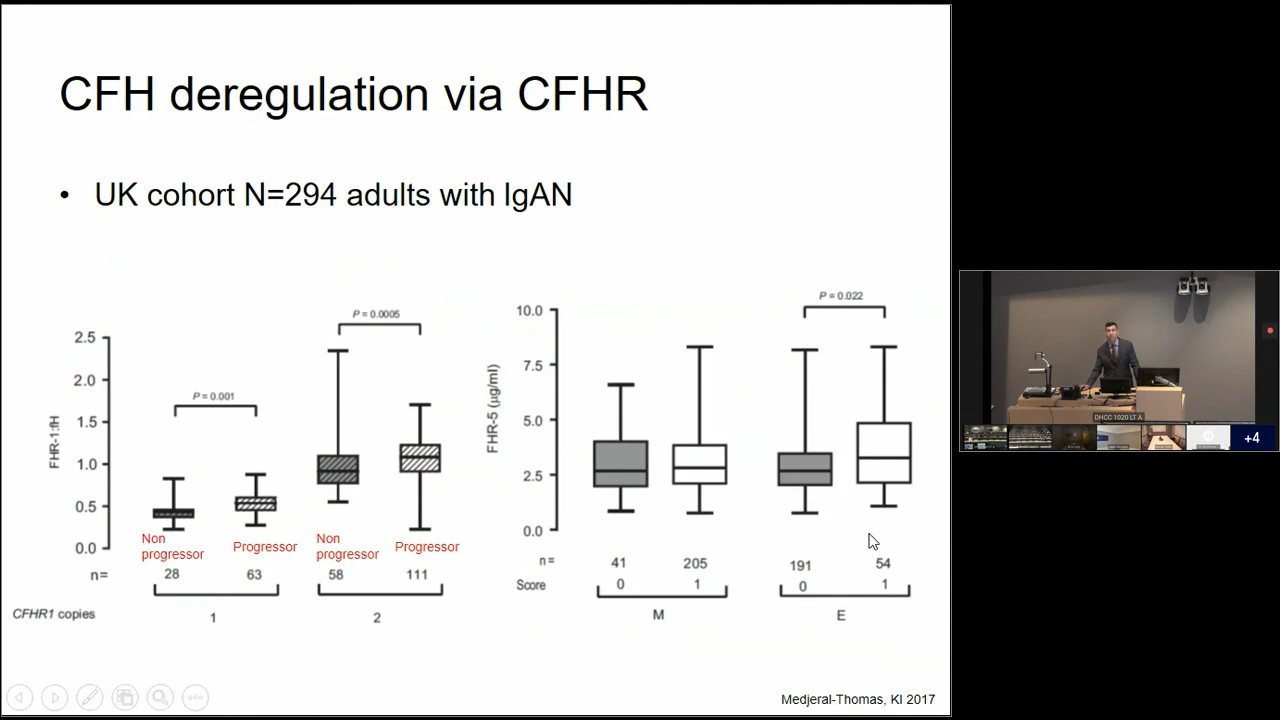 CFH deregulation via CFHR
• UK cohort N=294 adults with IgAN
P = 0.001
P = 0.0005
FHR-1:fH
2.5
2.0
1.5
1.0
0.5
0.0
Non progressor
Progressor
Non progressor
Progressor
n= 28 63 58 111
CFHR1 copies 1 2
P = 0.022
FHR-5 (µg/ml)
10.0
7.5
5.0
2.5
0.0
n= 41 205 191 54
Score 0 1 0 1
M E
Medjeral-Thomas, KI 2017
DHCC 1020 LT A
+4